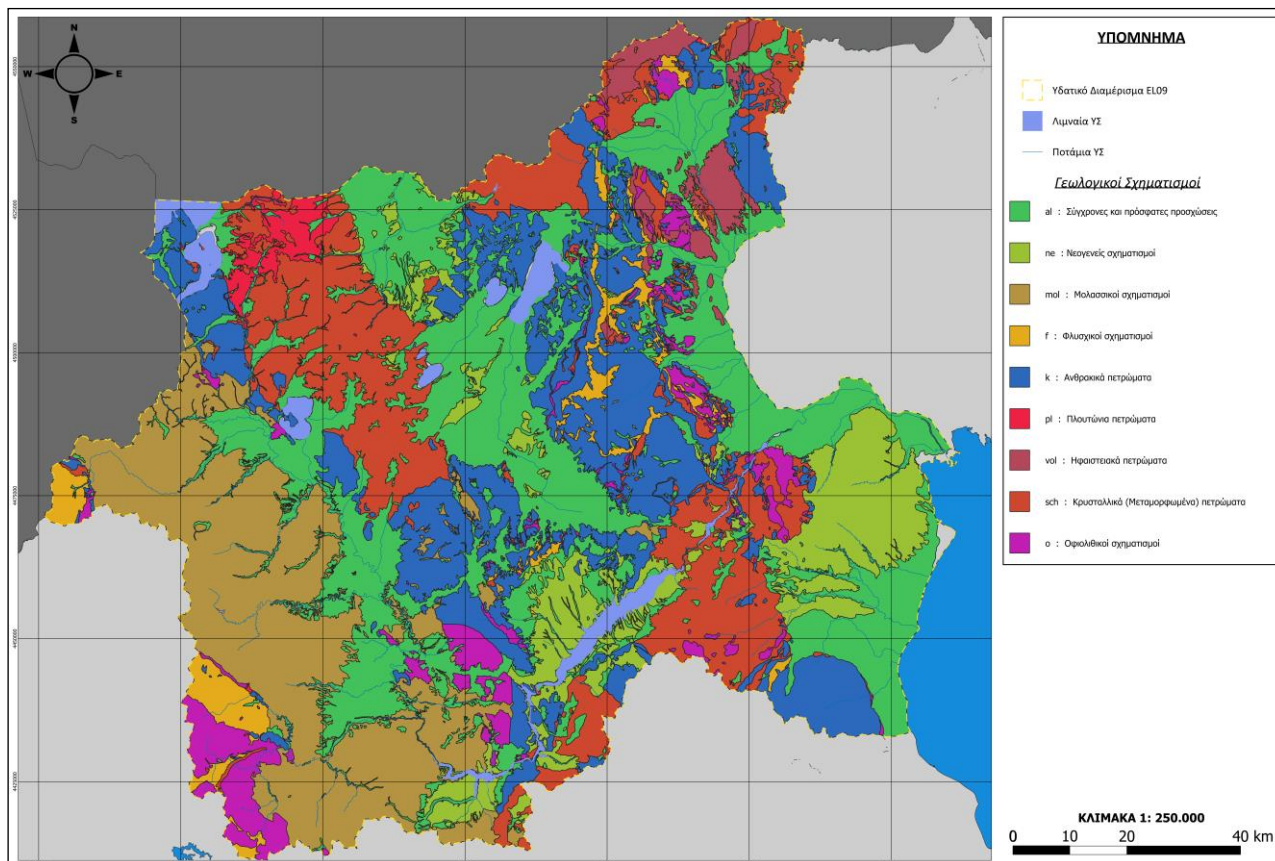 N
W
E
S
ΥΠΟΜΝΗΜΑ
Υδατικό Διαμέρισμα EL09
Λιμναία ΥΣ
Ποτάμια ΥΣ
Γεωλογικοί Σχηματισμοί
al : Σύγχρονες και πρόσφατες προσχώσεις
ne : Νεογενείς σχηματισμοί
mol : Μολασσικοί σχηματισμοί
f : Φλυσχικοί σχηματισμοί
k : Ανθρακικά πετρώματα
pl : Πλουτώνια πετρώματα
vol : Ηφαιστειακά πετρώματα
sch : Κρυσταλλικά (Μεταμορφωμένα) πετρώματα
o : Οφιολιθικοί σχηματισμοί
ΚΛΙΜΑΚΑ 1: 250.000
0 10 20 40 km